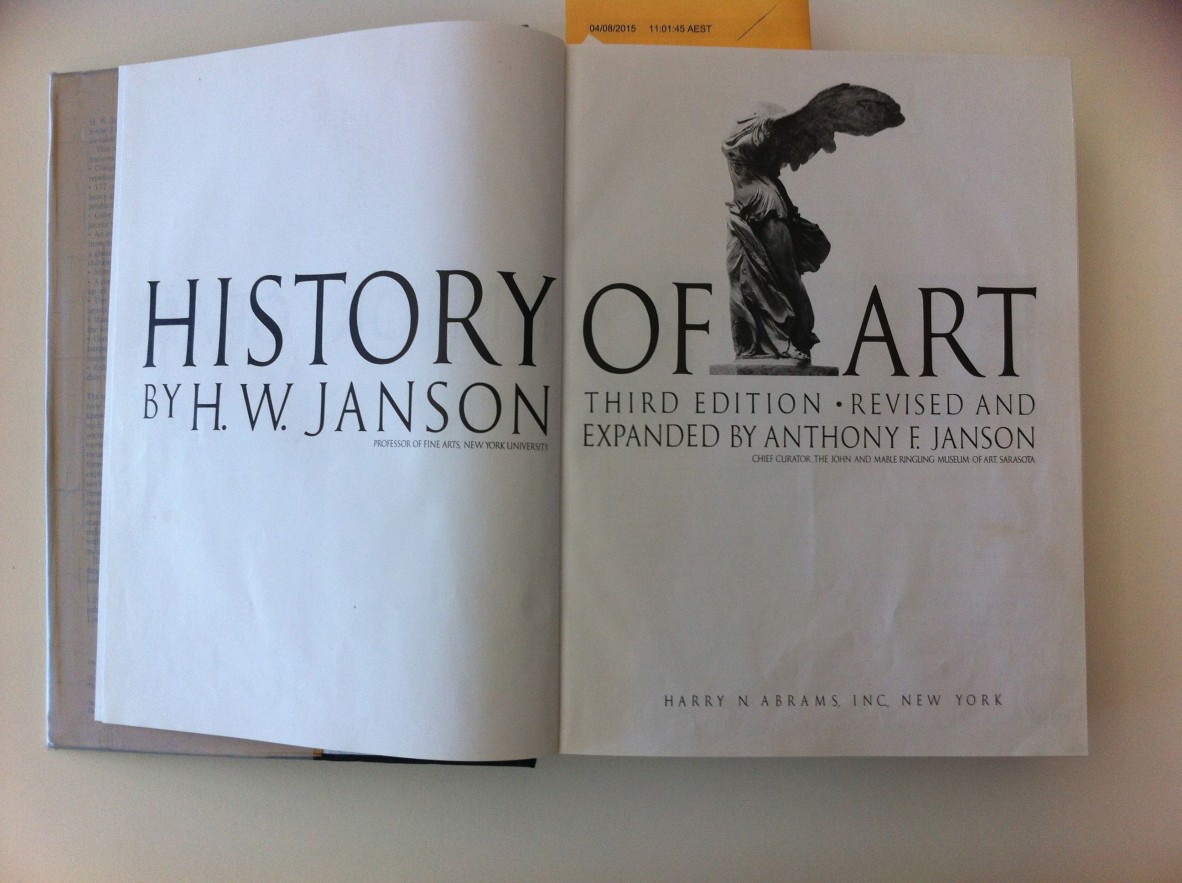 04/08/2015 11:01:45 AEST
HISTORY OF ART
BY H. W. JANSON
PROFESSOR OF FINE ARTS, NEW YORK UNIVERSITY
THIRD EDITION • REVISED AND
EXPANDED BY ANTHONY F. JANSON
CHIEF CURATOR, THE JOHN AND MABLE RINGLING MUSEUM OF ART, SARASOTA
HARRY N. ABRAMS, INC., NEW YORK